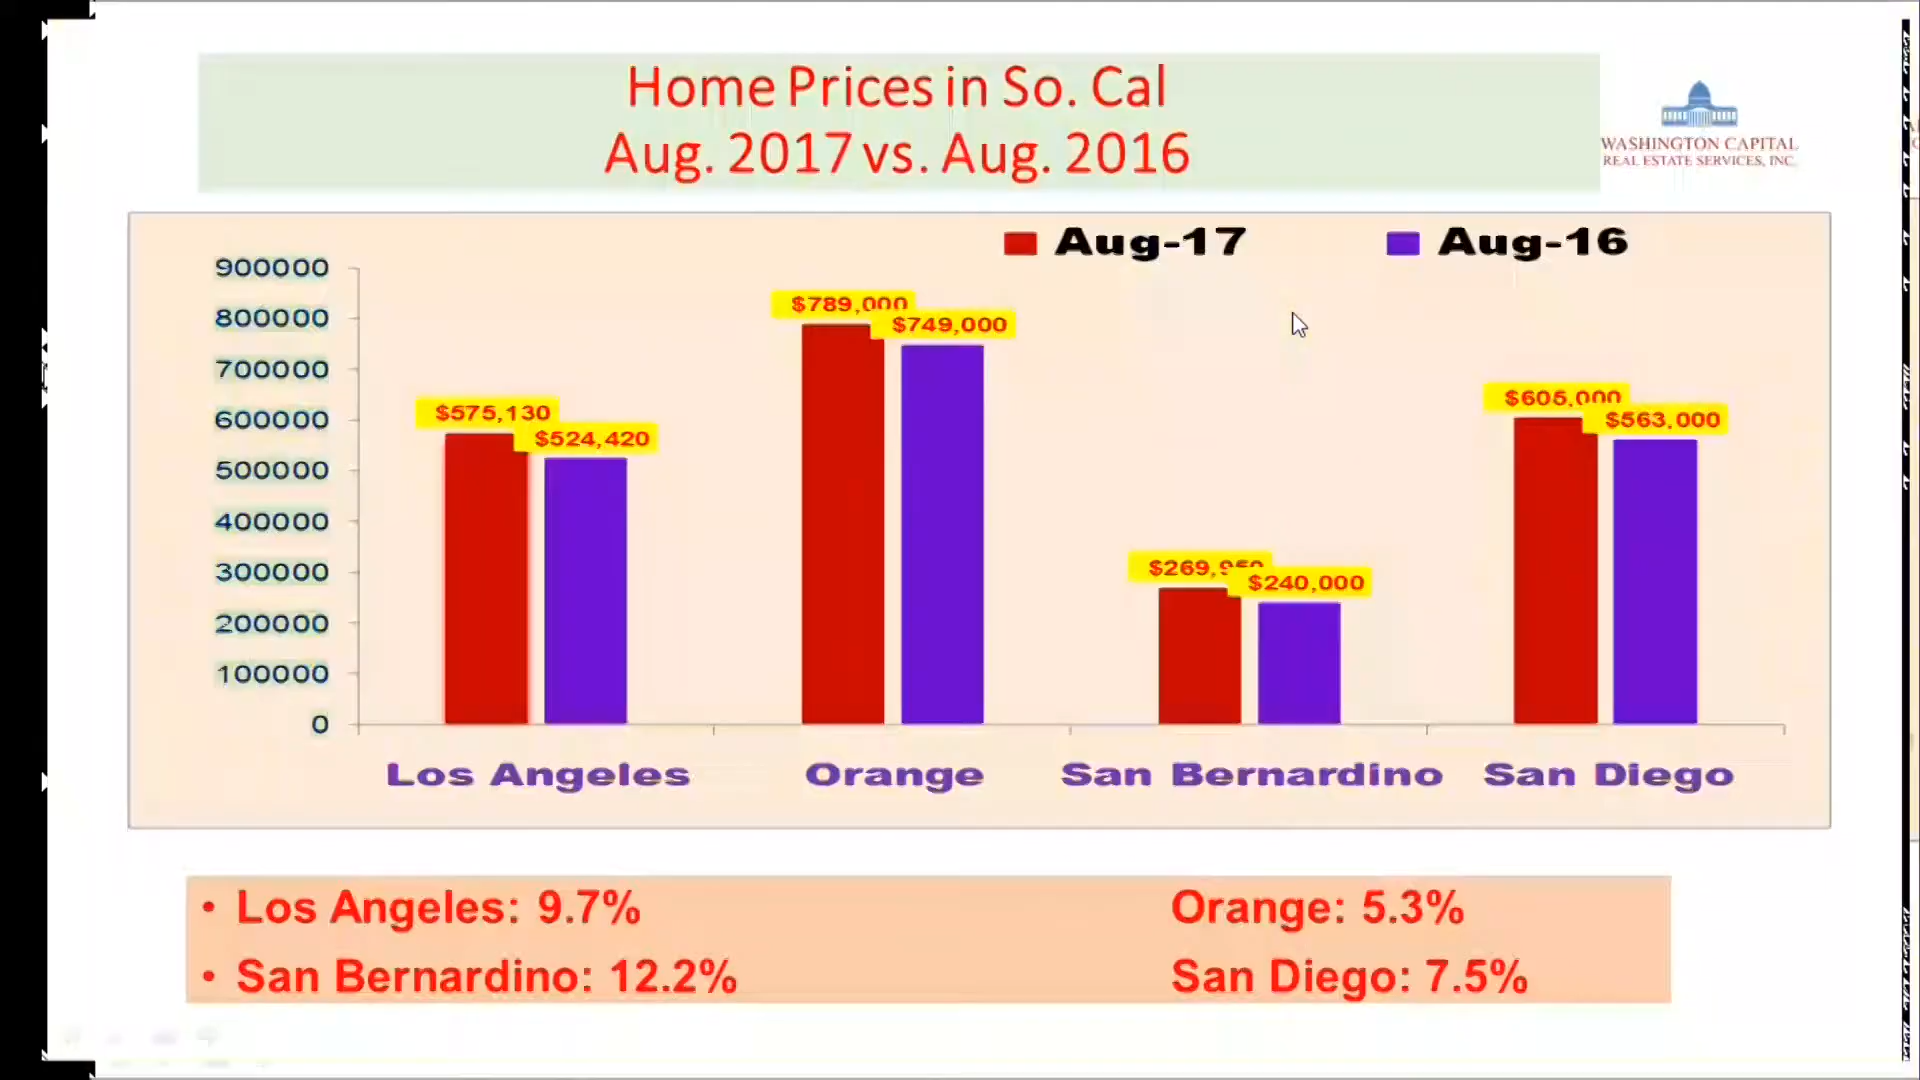 Home Prices in So. Cal
Aug. 2017 vs. Aug. 2016
WASHINGTON CAPITAL
REAL ESTATE SERVICES, INC.
Aug-17 Aug-16
900000
800000
700000
600000
500000
400000
300000
200000
100000
0
$575,130
$524,420
$789,000
$749,000
$240,000
$605,000
$563,000
Los Angeles Orange San Bernardino San Diego
• Los Angeles: 9.7% Orange: 5.3%
• San Bernardino: 12.2% San Diego: 7.5%